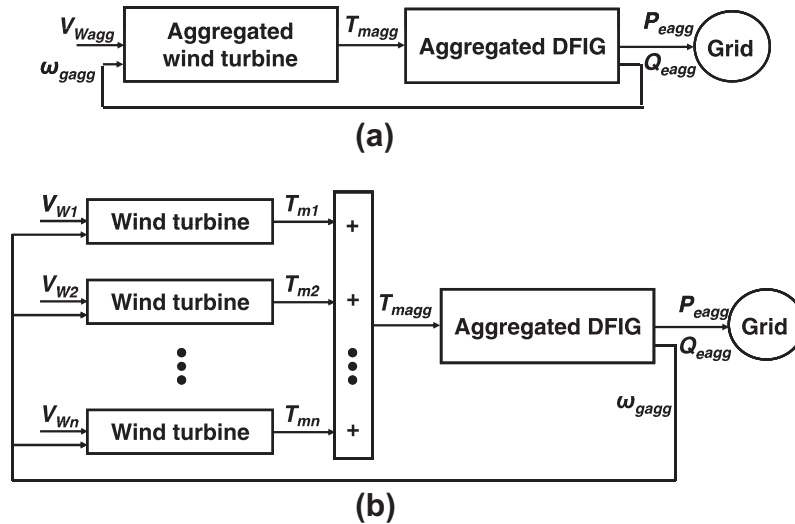 V_Wagg
Aggregated wind turbine
T_magg
Aggregated DFIG
P_eagg
Q_eagg
Grid
ω_gagg
(a)
V_W1
Wind turbine
T_m1
+
V_W2
Wind turbine
T_m2
+
T_magg
Aggregated DFIG
P_eagg
Q_eagg
Grid
V_Wn
Wind turbine
T_mn
+
ω_gagg
(b)